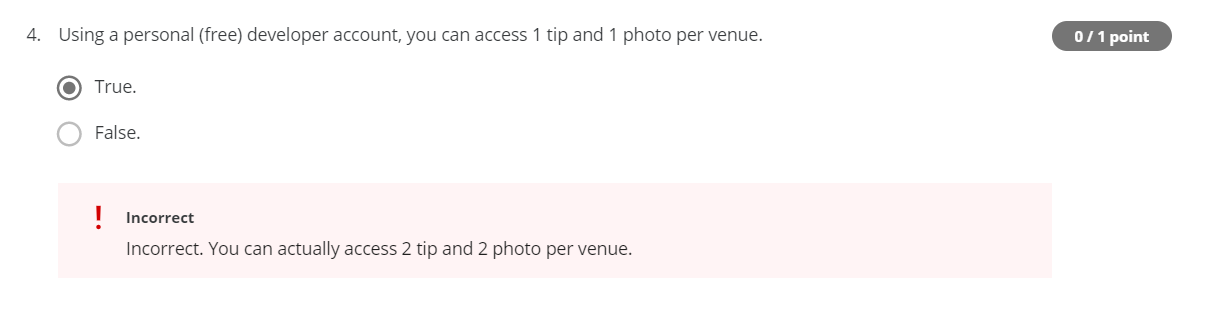 4. Using a personal (free) developer account, you can access 1 tip and 1 photo per venue.
0 / 1 point
True.
False.
! Incorrect
Incorrect. You can actually access 2 tip and 2 photo per venue.